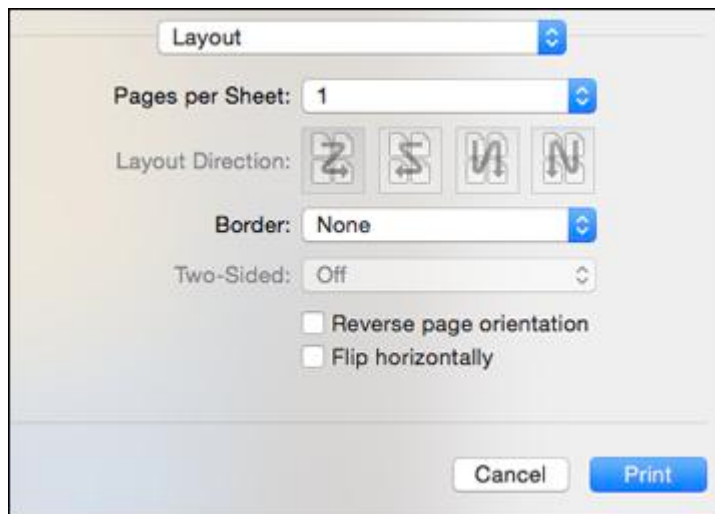 Layout
Pages per Sheet: 1
Layout Direction:
Border: None
Two-Sided: Off
Reverse page orientation
Flip horizontally
Cancel Print